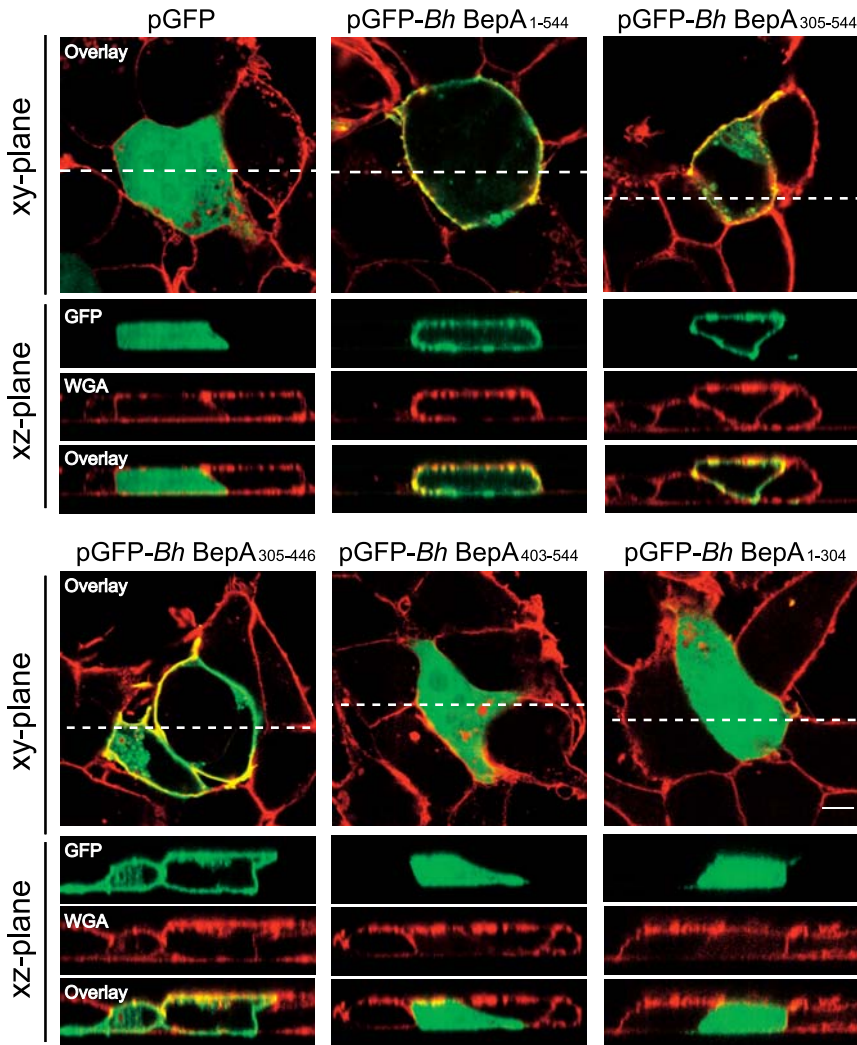 pGFP
pGFP-Bh BepA1-544
pGFP-Bh BepA305-544
xy-plane
Overlay
xz-plane
GFP
WGA
Overlay
pGFP-Bh BepA305-446
pGFP-Bh BepA403-544
pGFP-Bh BepA1-304
xy-plane
Overlay
xz-plane
GFP
WGA
Overlay